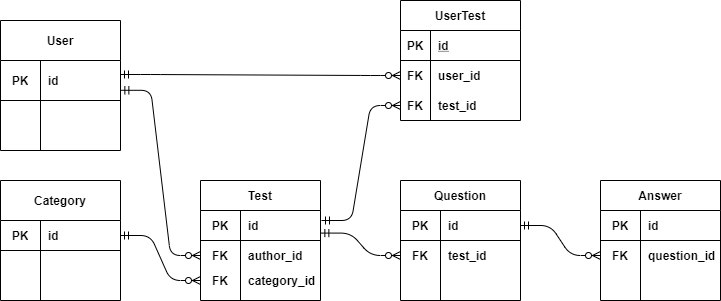 User
PK id
UserTest
PK id
FK user_id
FK test_id
Category
PK id
Test
PK id
FK author_id
FK category_id
Question
PK id
FK test_id
Answer
PK id
FK question_id